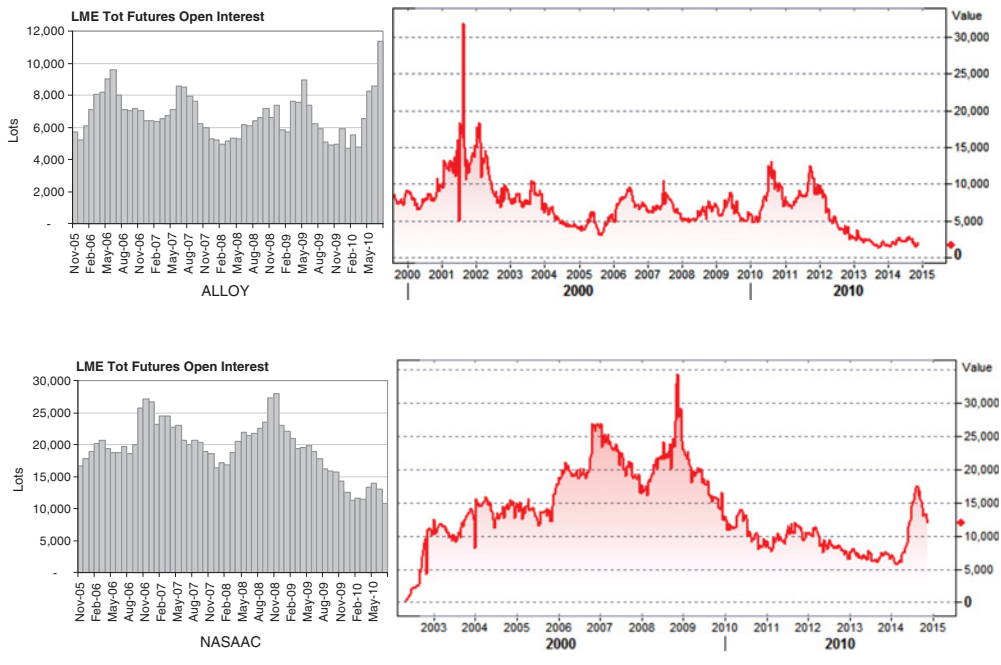 LME Tot Futures Open Interest
12,000
10,000
8,000
6,000
4,000
2,000
-
Lots
Nov-05
Feb-06
May-06
Aug-06
Nov-06
Feb-07
May-07
Aug-07
Nov-07
Feb-08
May-08
Aug-08
Nov-08
Feb-09
May-09
Aug-09
Nov-09
Feb-10
May-10
ALLOY
Value
30,000
25,000
20,000
15,000
10,000
5,000
0
2000 2001 2002 2003 2004 2005 2006 2007 2008 2009 2010 2011 2012 2013 2014 2015
2000 2010
LME Tot Futures Open Interest
30,000
25,000
20,000
15,000
10,000
5,000
-
Lots
Nov-05
Feb-06
May-06
Aug-06
Nov-06
Feb-07
May-07
Aug-07
Nov-07
Feb-08
May-08
Aug-08
Nov-08
Feb-09
May-09
Aug-09
Nov-09
Feb-10
May-10
NASAAC
Value
30,000
25,000
20,000
15,000
10,000
5,000
0
2003 2004 2005 2006 2007 2008 2009 2010 2011 2012 2013 2014 2015
2000 2010